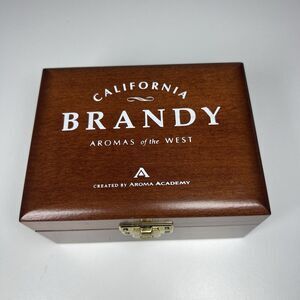 CALIFORNIA
BRANDY
AROMAS of the WEST
CREATED BY AROMA ACADEMY